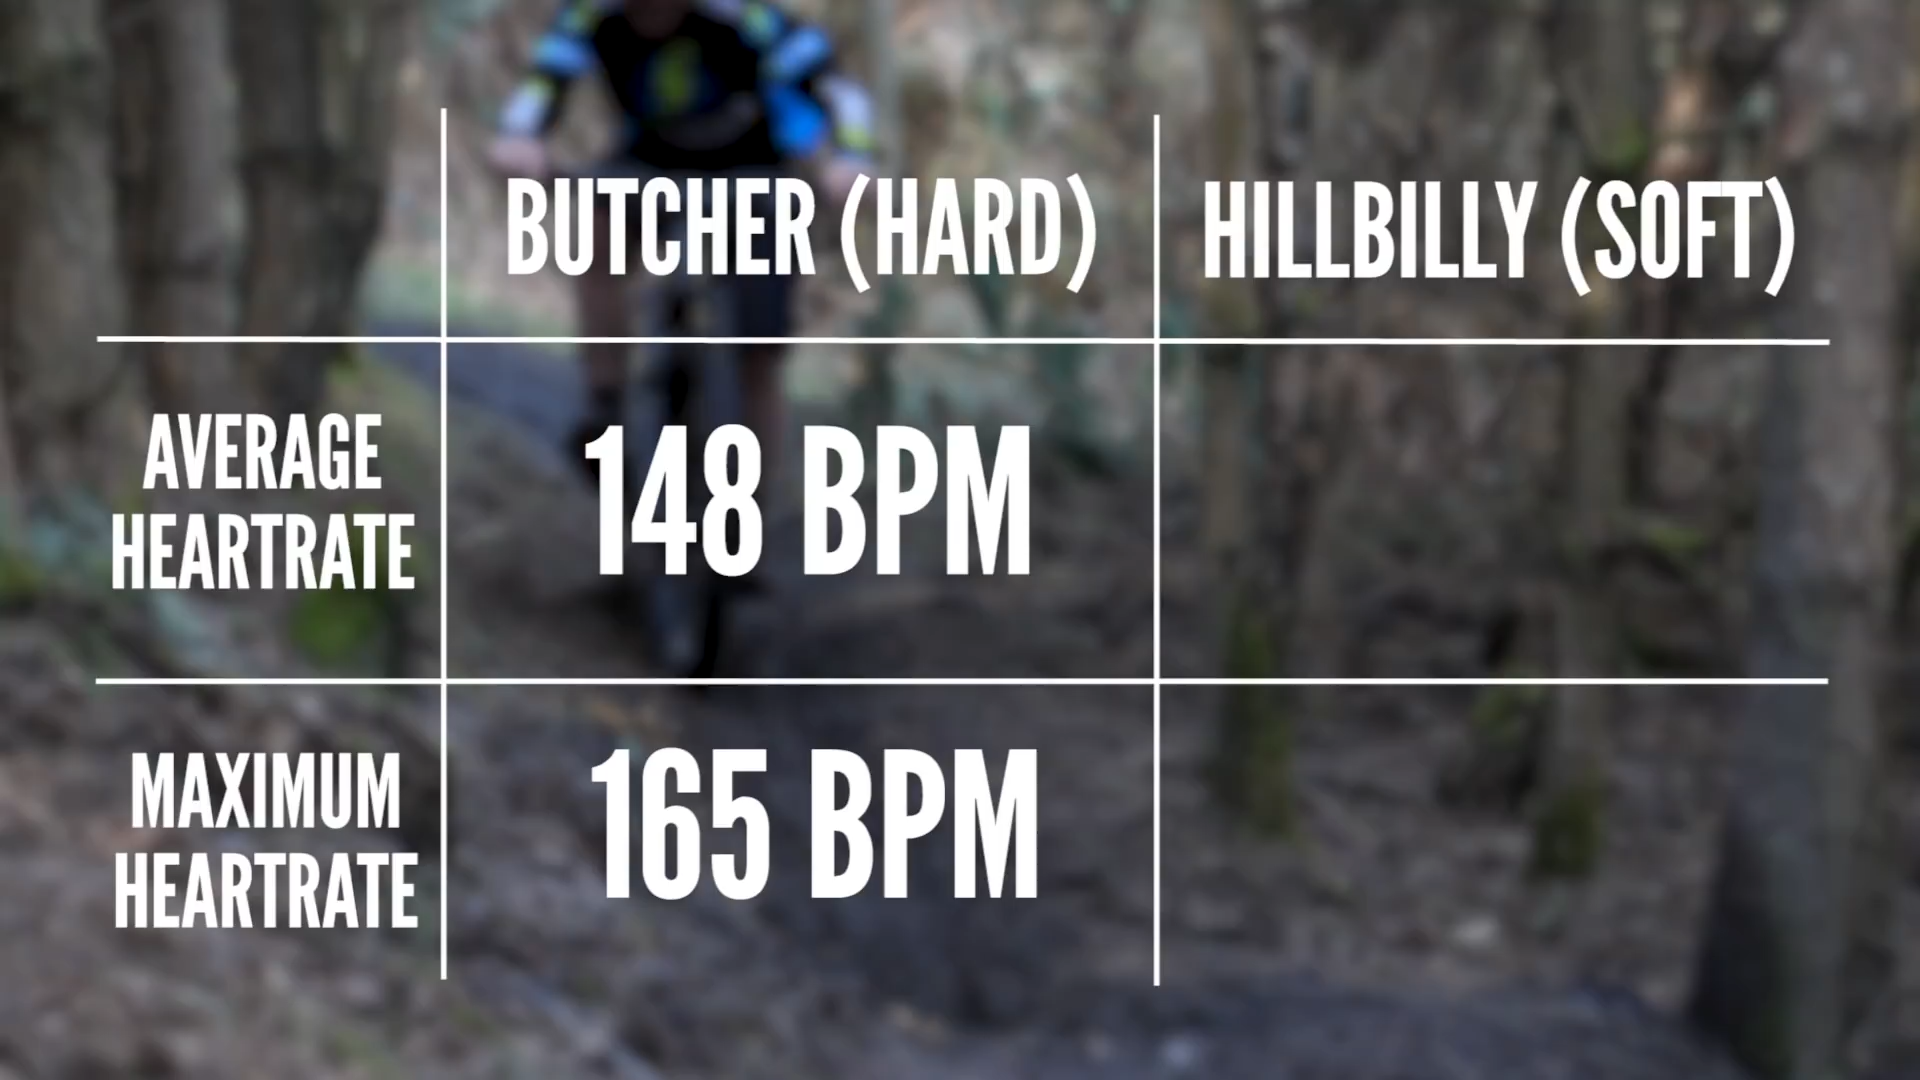 BUTCHER (HARD) HILLBILLY (SOFT)
AVERAGE
HEARTRATE
148 BPM
MAXIMUM
HEARTRATE
165 BPM